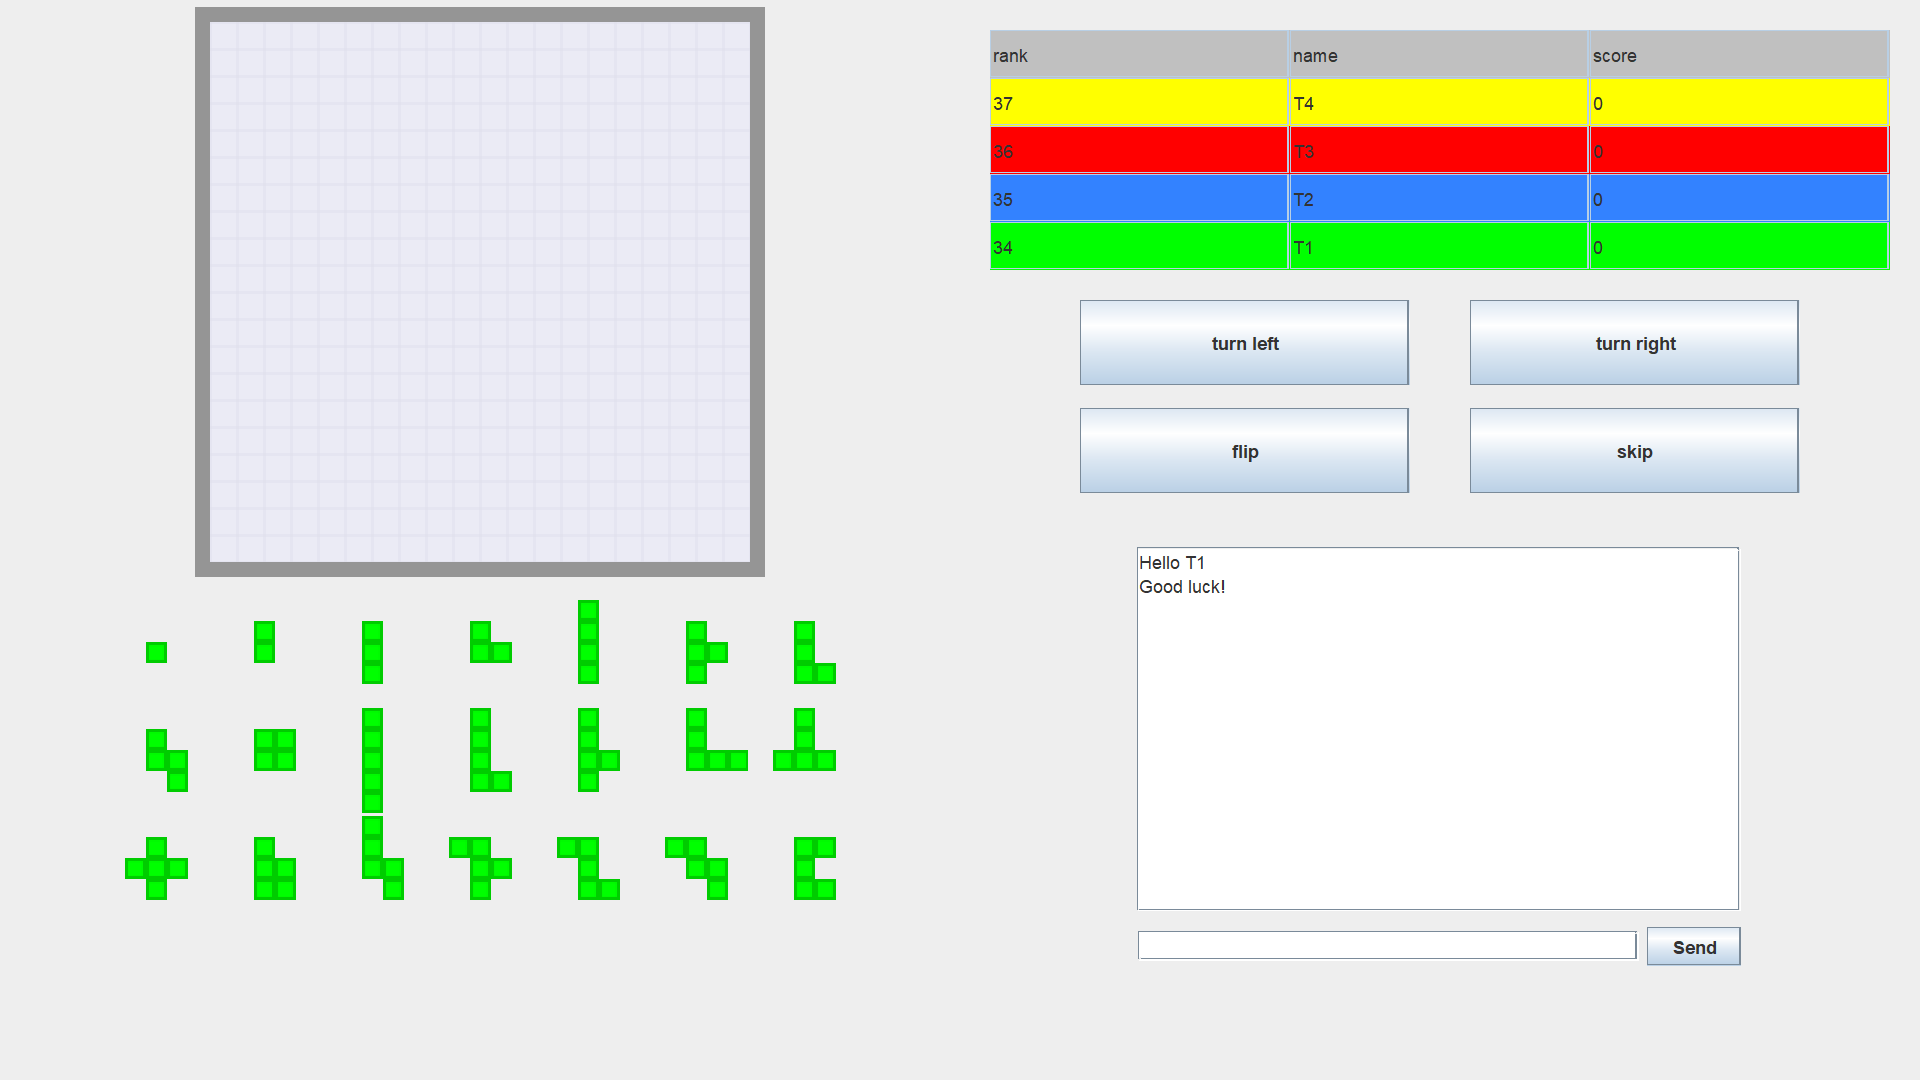 rank name score
37 T4 0
36 T3 0
35 T2 0
34 T1 0
turn left turn right
flip skip
Hello T1
Good luck!
Send